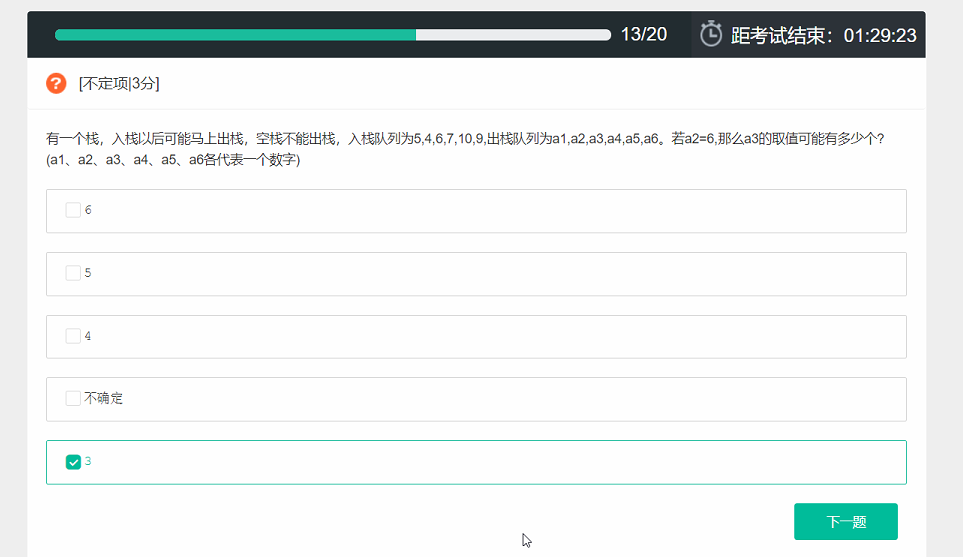 13/20
距考试结束：01:29:23
[不定项|3分]
有一个栈，入栈以后可能马上出栈，空栈不能出栈，入栈队列为5,4,6,7,10,9,出栈队列为a1,a2,a3,a4,a5,a6。若a2=6,那么a3的取值可能有多少个?
(a1、a2、a3、a4、a5、a6各代表一个数字)
6
5
4
不确定
3
下一题